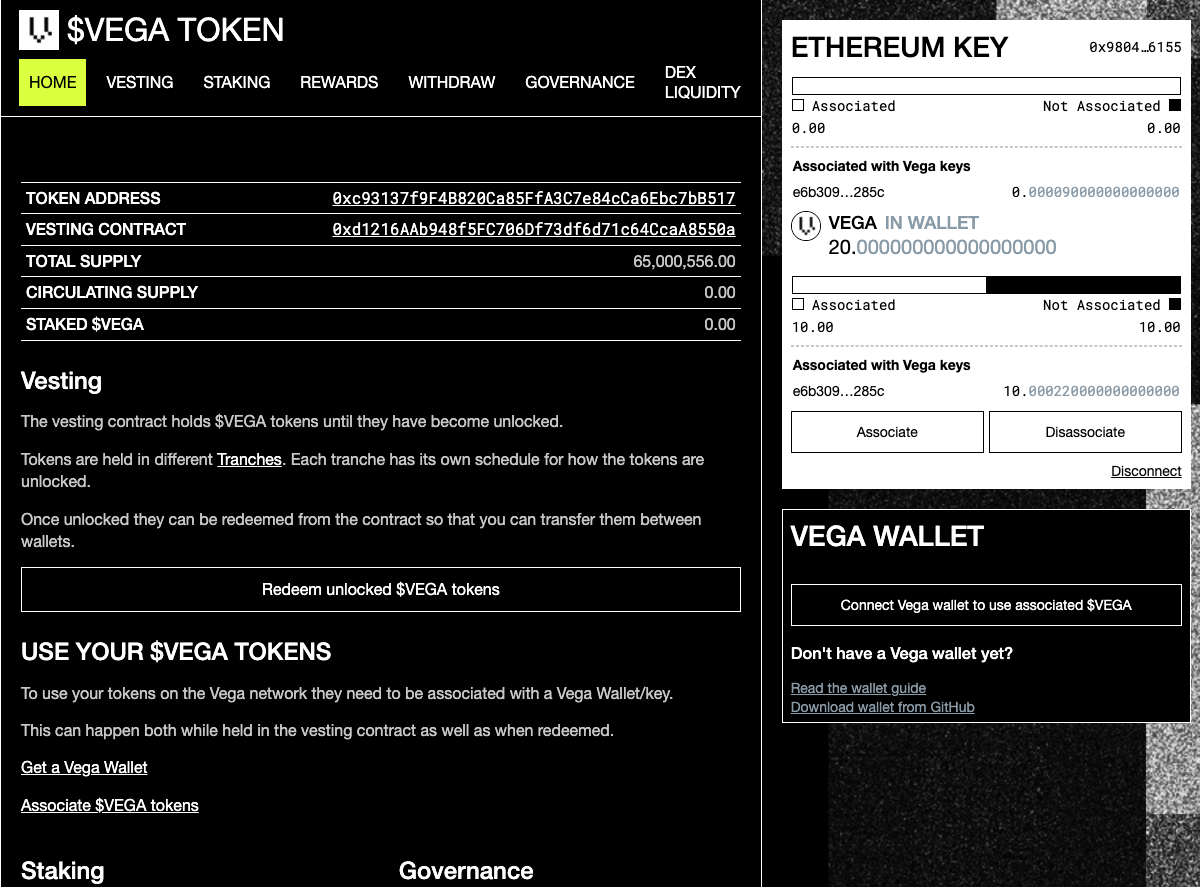 $VEGA TOKEN
HOME VESTING STAKING REWARDS WITHDRAW GOVERNANCE DEX LIQUIDITY
TOKEN ADDRESS 0xc93137f9F4B820Ca85FfA3C7e84cCa6Ebc7bB517
VESTING CONTRACT 0xd1216AAb948f5FC706Df73df6d71c64CcaA8550a
TOTAL SUPPLY 65,000,556.00
CIRCULATING SUPPLY 0.00
STAKED $VEGA 0.00
Vesting
The vesting contract holds $VEGA tokens until they have become unlocked.
Tokens are held in different Tranches. Each tranche has its own schedule for how the tokens are
unlocked.
Once unlocked they can be redeemed from the contract so that you can transfer them between
wallets.
Redeem unlocked $VEGA tokens
USE YOUR $VEGA TOKENS
To use your tokens on the Vega network they need to be associated with a Vega Wallet/key.
This can happen both while held in the vesting contract as well as when redeemed.
Get a Vega Wallet
Associate $VEGA tokens
Staking Governance
ETHEREUM KEY 0x9804…6155
Associated Not Associated
0.00 0.00
Associated with Vega keys
e6b309…285c 0.000090000000000000
VEGA IN WALLET
20.000000000000000000
Associated Not Associated
10.00 10.00
Associated with Vega keys
e6b309…285c 10.000220000000000000
Associate Disassociate
Disconnect
VEGA WALLET
Connect Vega wallet to use associated $VEGA
Don't have a Vega wallet yet?
Read the wallet guide
Download wallet from GitHub